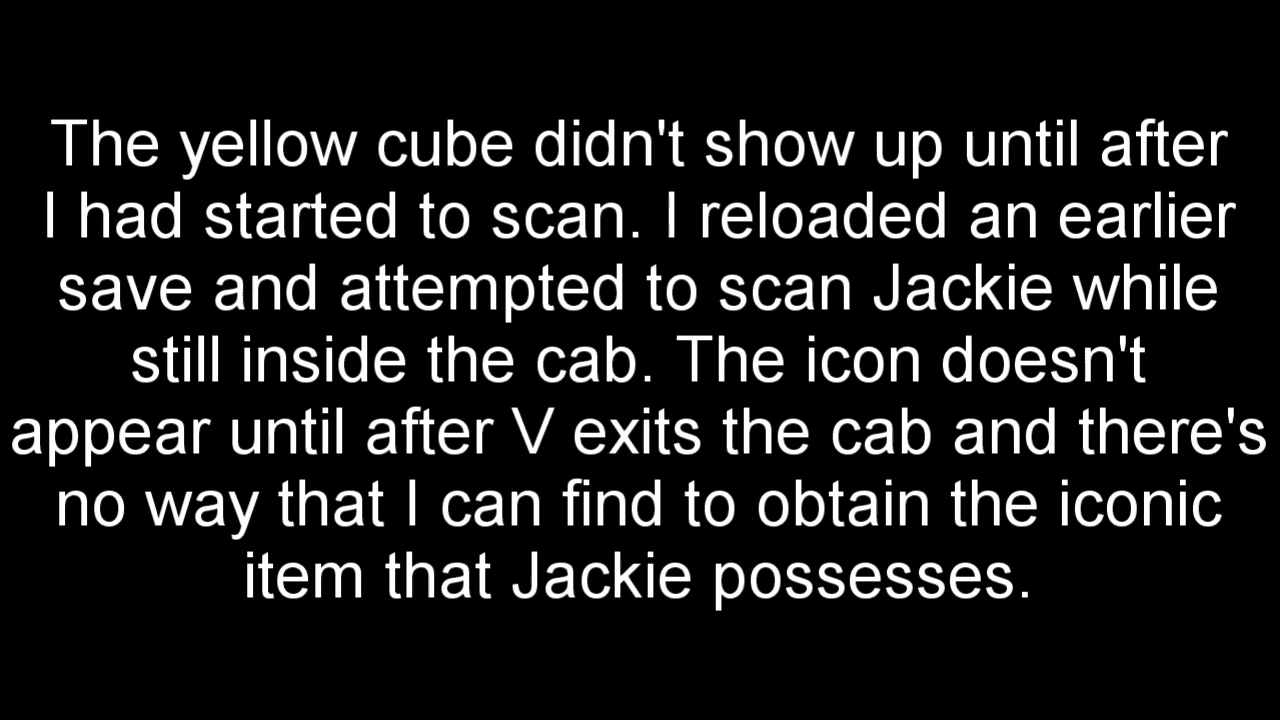 The yellow cube didn't show up until after
I had started to scan. I reloaded an earlier
save and attempted to scan Jackie while
still inside the cab. The icon doesn't
appear until after V exits the cab and there's
no way that I can find to obtain the iconic
item that Jackie possesses.